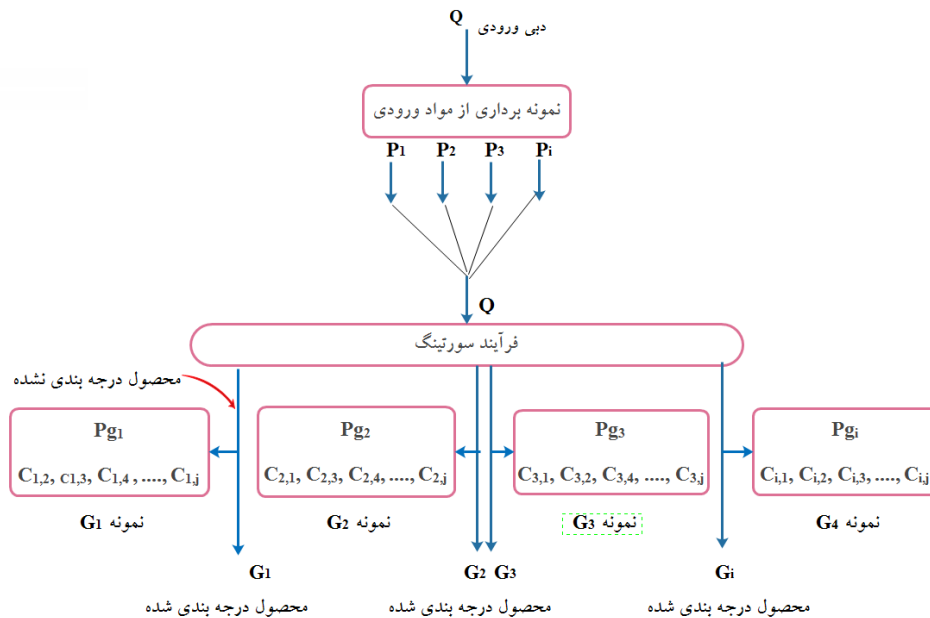 Q
دبی ورودی
نمونه برداری از مواد ورودی
P1 P2 P3 Pi
Q
فرآیند سورتینگ
محصول درجه بندی نشده
Pg1
C1,2, C1,3, C1,4 , ...., C1,j
نمونه G1
Pg2
C2,1, C2,3, C2,4, ...., C2,j
نمونه G2
Pg3
C3,1, C3,2, C3,4, ...., C3,j
نمونه G3
Pgi
Ci,1, Ci,2, Ci,3, ...., Ci,j
نمونه G4
G1
محصول درجه بندی شده
G2 G3
محصول درجه بندی شده
Gi
محصول درجه بندی شده